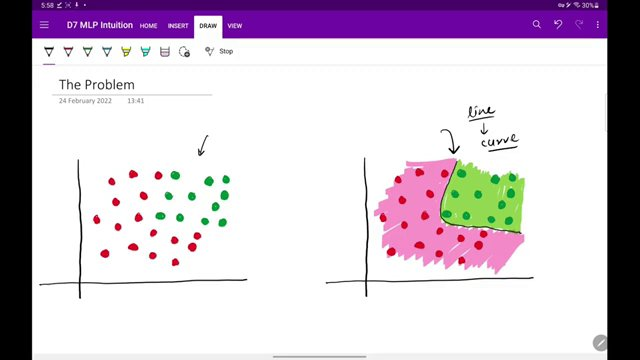 5:58
30%
D7 MLP Intuition
HOME
INSERT
DRAW
VIEW
Stop
The Problem
24 February 2022
13:41
line
curve